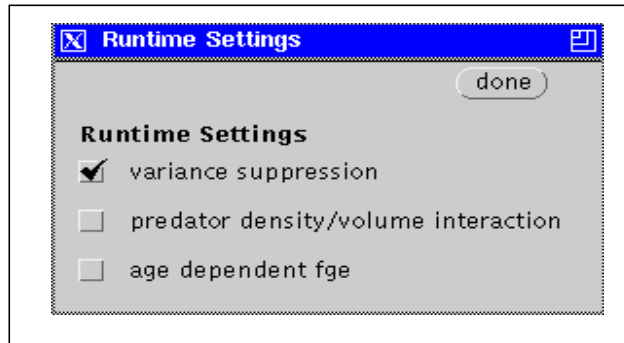 Runtime Settings
done
Runtime Settings
variance suppression
predator density/volume interaction
age dependent fge